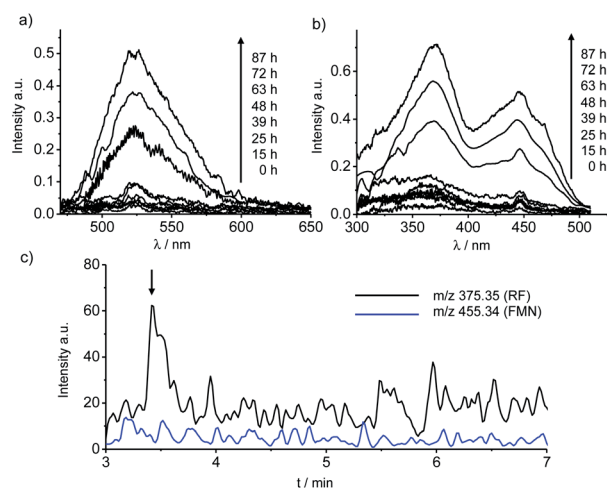 a)
b)
0.5
0.4
0.3
0.2
0.1
0.0
Intensity a.u.
500
550
600
650
λ / nm
87 h
72 h
63 h
48 h
39 h
25 h
15 h
0 h
0.6
0.4
0.2
0.0
Intensity a.u.
300
350
400
450
500
λ / nm
87 h
72 h
63 h
48 h
39 h
25 h
15 h
0 h
c)
80
60
40
20
0
Intensity a.u.
m/z 375.35 (RF)
m/z 455.34 (FMN)
3
4
5
6
7
t / min